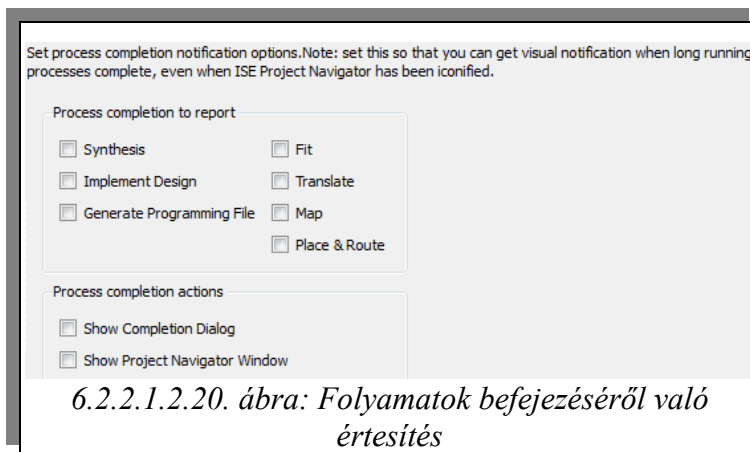 Set process completion notification options.Note: set this so that you can get visual notification when long running
processes complete, even when ISE Project Navigator has been iconified.
Process completion to report
Synthesis
Fit
Implement Design
Translate
Generate Programming File
Map
Place & Route
Process completion actions
Show Completion Dialog
Show Project Navigator Window
6.2.2.1.2.20. ábra: Folyamatok befejezéséről való
értesítés